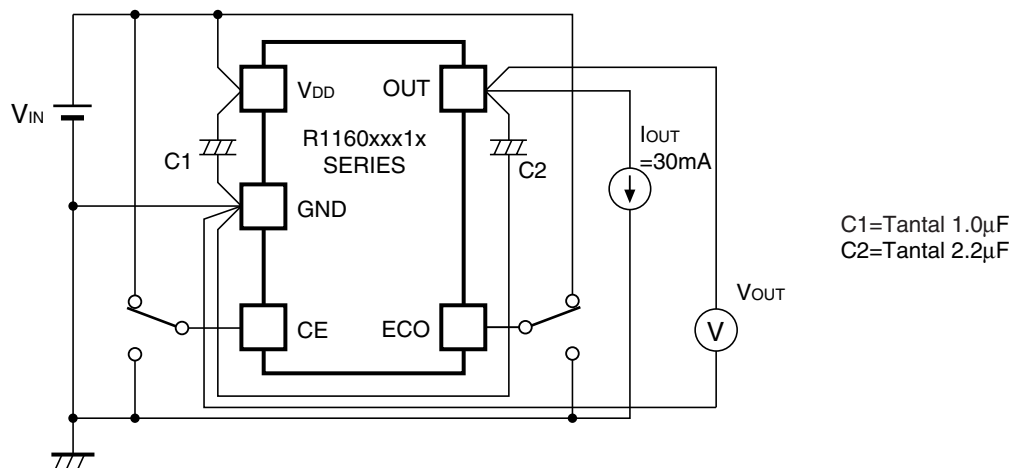 VIN
VDD
OUT
C1
R1160xxx1x
SERIES
C2
IOUT
=30mA
GND
C1=Tantal 1.0μF
C2=Tantal 2.2μF
VOUT
CE
ECO
V